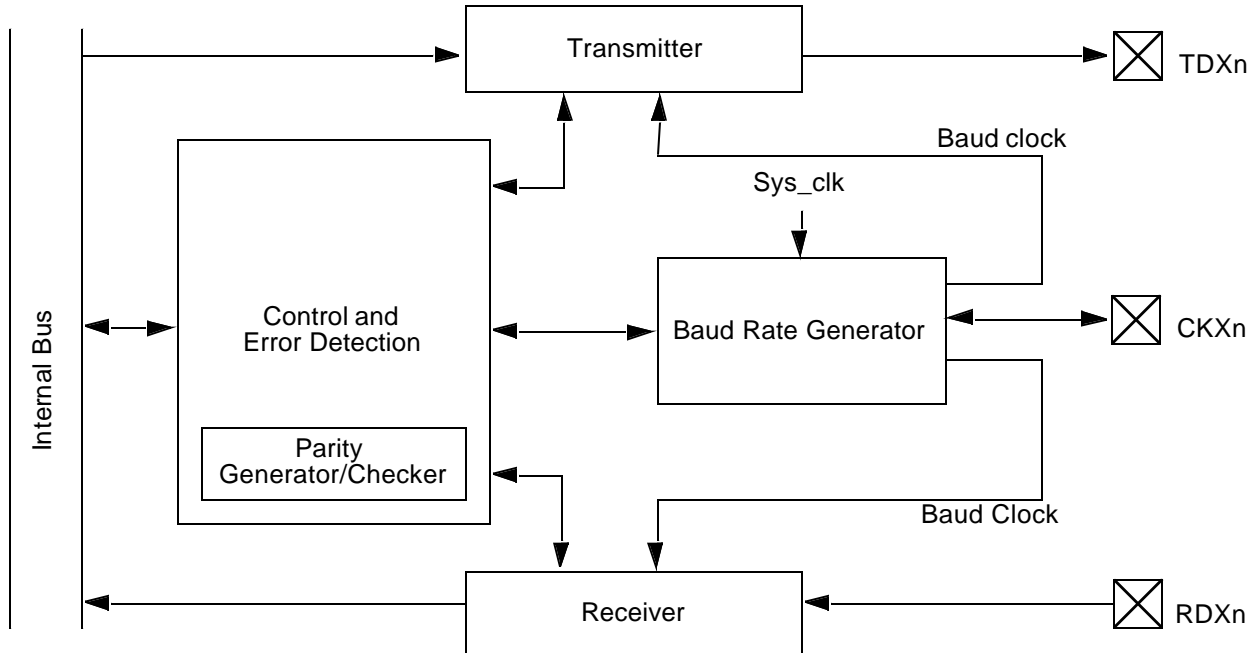 Transmitter
TDXn
Baud clock
Sys_clk
Internal Bus
Control and
Error Detection
Baud Rate Generator
CKXn
Parity
Generator/Checker
Baud Clock
Receiver
RDXn